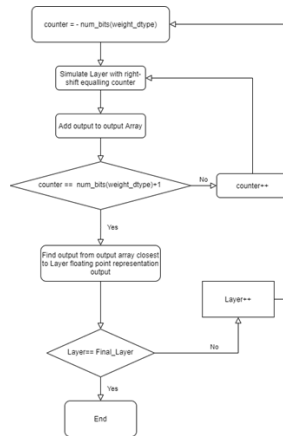 counter = - num_bits(weight_dtype)
Simulate Layer with right-
shift equalling counter
Add output to output Array
counter == num_bits(weight_dtype)+1
No
counter++
Yes
Find output from output array closest
to Layer floating point representation
output
Layer++
Layer== Final_Layer
No
Yes
End